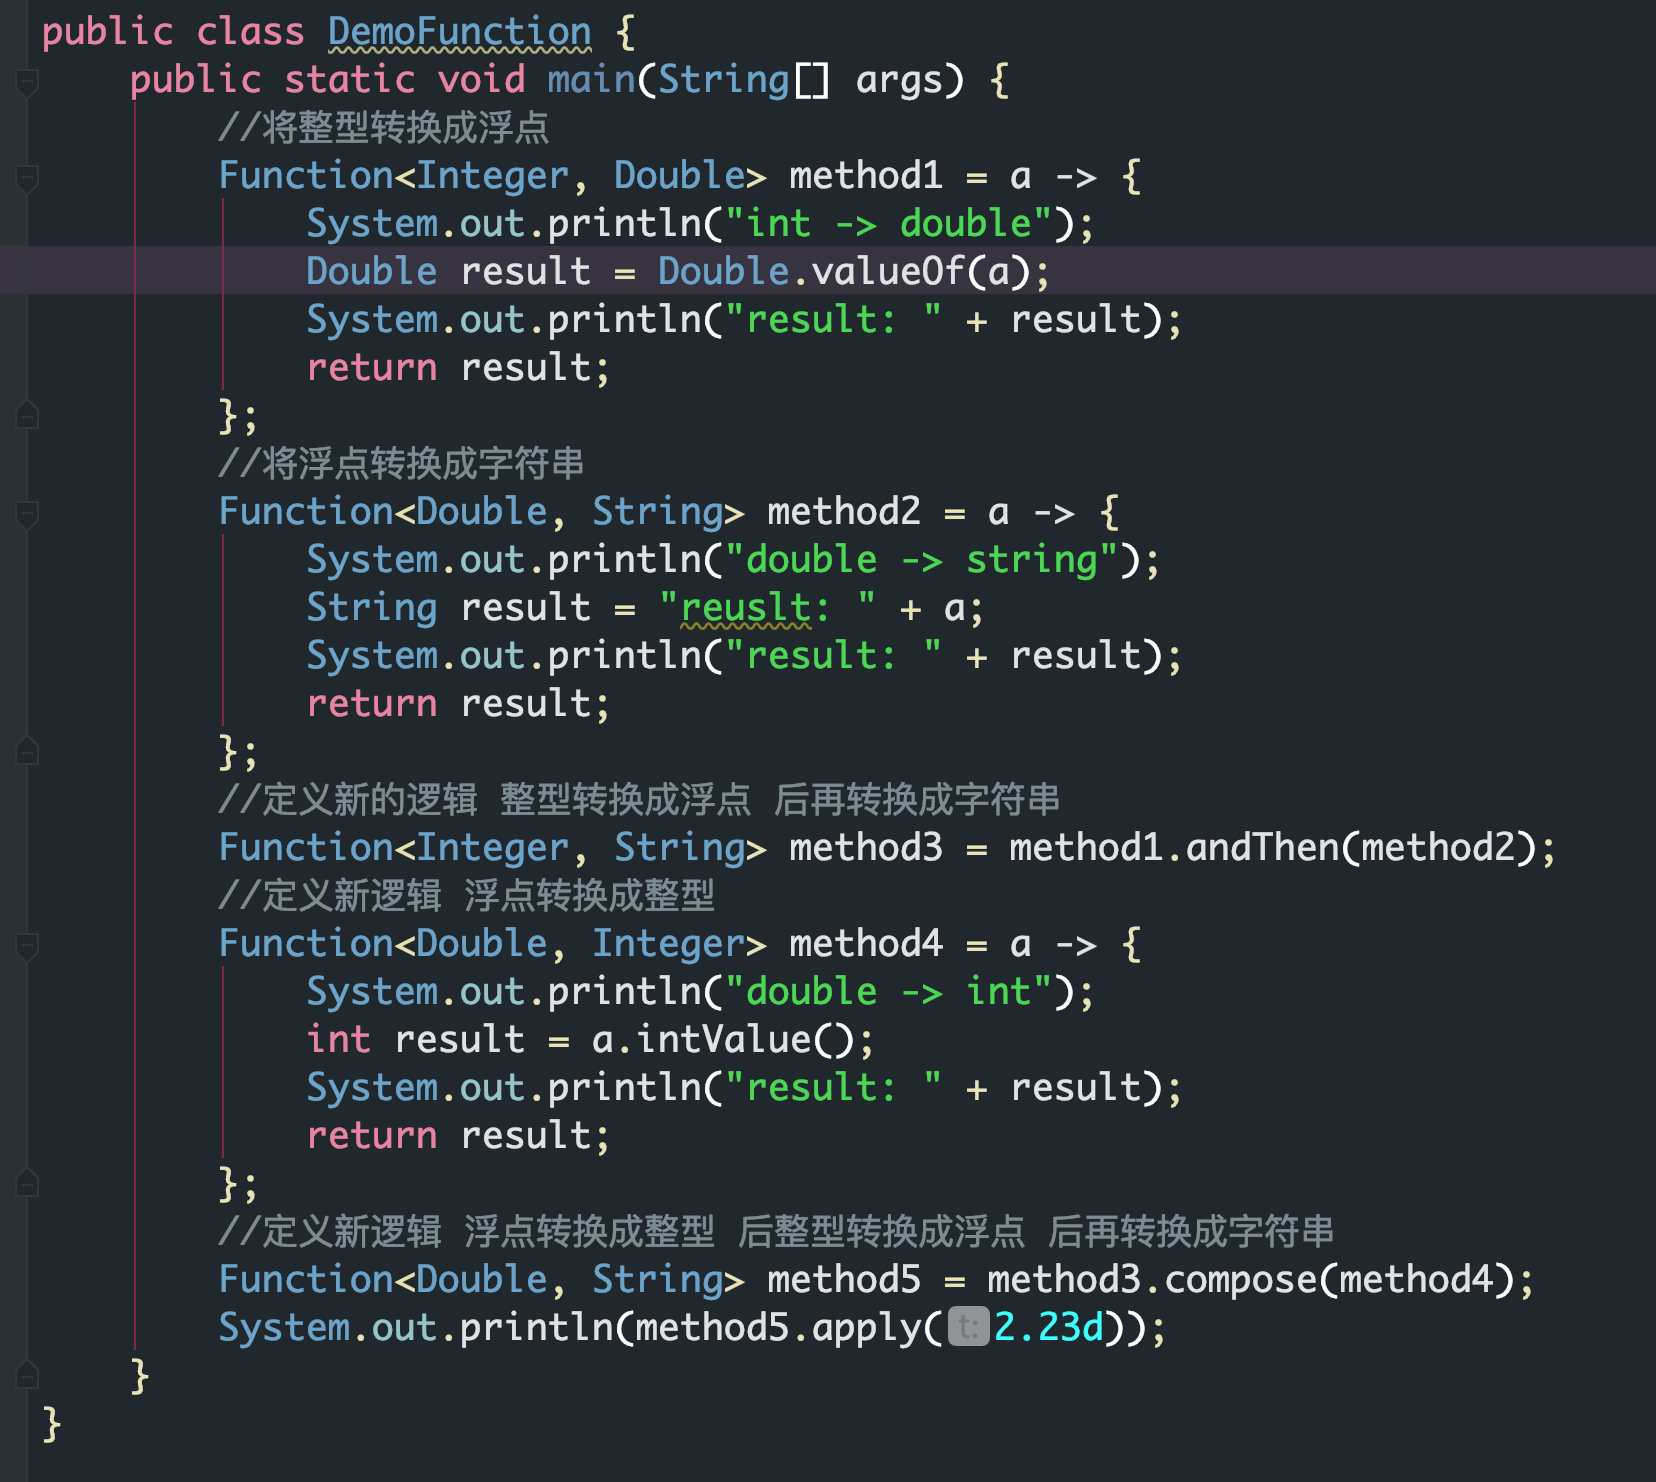 public class DemoFunction {
public static void main(String[] args) {
//将整型转换成浮点
Function<Integer, Double> method1 = a -> {
System.out.println("int -> double");
Double result = Double.valueOf(a);
System.out.println("result: " + result);
return result;
};
//将浮点转换成字符串
Function<Double, String> method2 = a -> {
System.out.println("double -> string");
String result = "reuslt: " + a;
System.out.println("result: " + result);
return result;
};
//定义新的逻辑 整型转换成浮点 后再转换成字符串
Function<Integer, String> method3 = method1.andThen(method2);
//定义新逻辑 浮点转换成整型
Function<Double, Integer> method4 = a -> {
System.out.println("double -> int");
int result = a.intValue();
System.out.println("result: " + result);
return result;
};
//定义新逻辑 浮点转换成整型 后整型转换成浮点 后再转换成字符串
Function<Double, String> method5 = method3.compose(method4);
System.out.println(method5.apply( t: 2.23d));
}
}